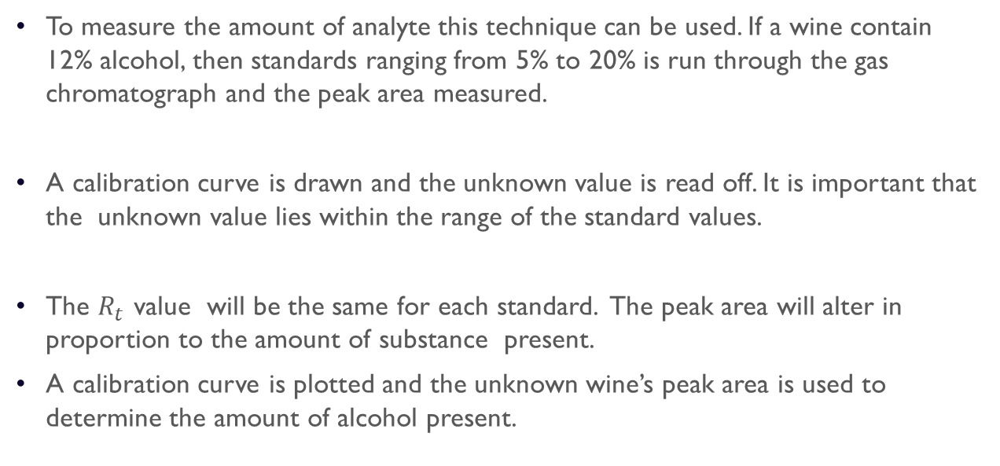 • To measure the amount of analyte this technique can be used. If a wine contain
12% alcohol, then standards ranging from 5% to 20% is run through the gas
chromatograph and the peak area measured.
• A calibration curve is drawn and the unknown value is read off. It is important that
the  unknown value lies within the range of the standard values.
• The Rₜ value  will be the same for each standard.  The peak area will alter in
proportion to the amount of substance  present.
• A calibration curve is plotted and the unknown wine’s peak area is used to
determine the amount of alcohol present.